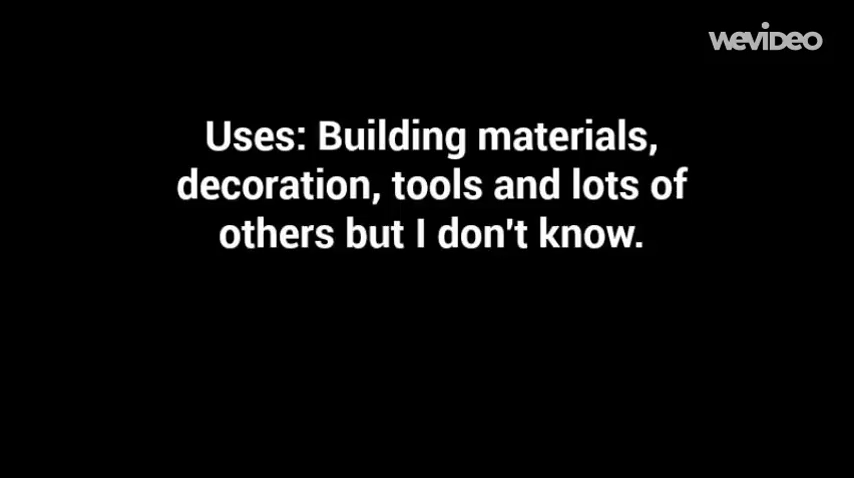 WeVideo
Uses: Building materials,
decoration, tools and lots of
others but I don't know.